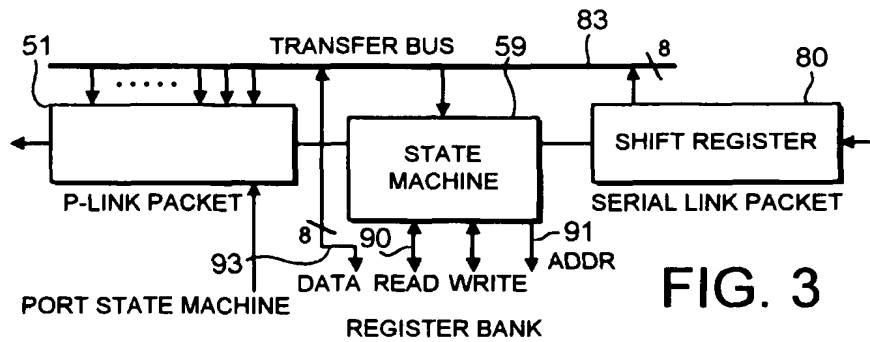 51
TRANSFER BUS
59
83
8
80
STATE MACHINE
SHIFT REGISTER
P-LINK PACKET
SERIAL LINK PACKET
8
90
91
93
DATA READ WRITE
ADDR
PORT STATE MACHINE
REGISTER BANK
FIG. 3